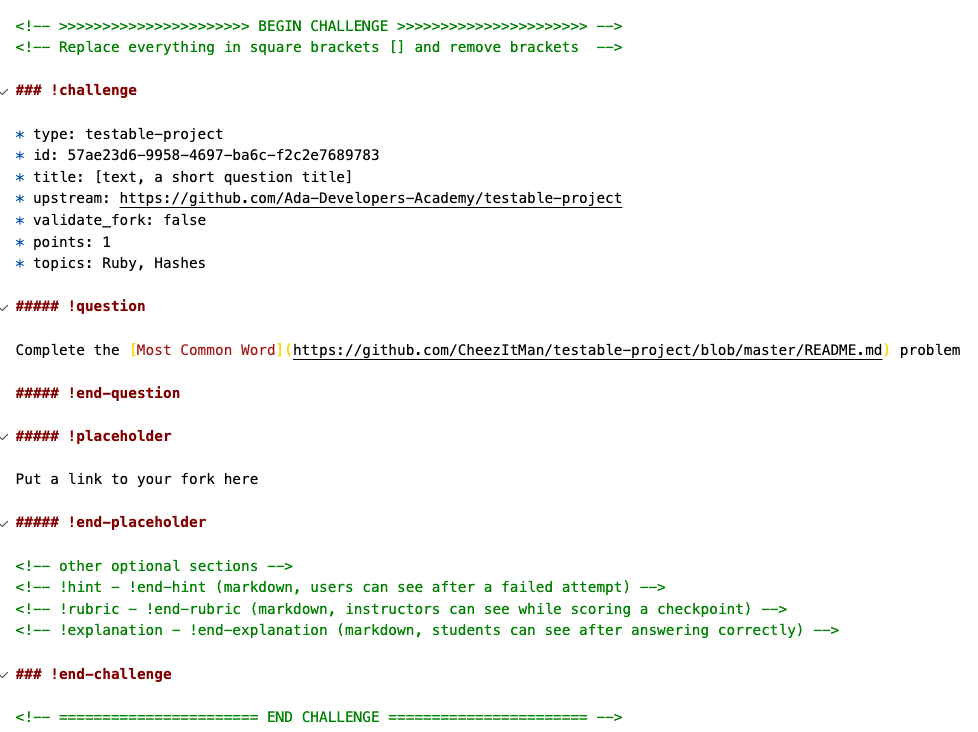 <!-- >>>>>>>>>>>>>>>>>>>>>> BEGIN CHALLENGE >>>>>>>>>>>>>>>>>>>>>> -->
<!-- Replace everything in square brackets [] and remove brackets  -->
### !challenge
* type: testable-project
* id: 57ae23d6-9958-4697-ba6c-f2c2e7689783
* title: [text, a short question title]
* upstream: https://github.com/Ada-Developers-Academy/testable-project
* validate_fork: false
* points: 1
* topics: Ruby, Hashes
##### !question
Complete the [Most Common Word](https://github.com/CheezItMan/testable-project/blob/master/README.md) problem
##### !end-question
##### !placeholder
Put a link to your fork here
##### !end-placeholder
<!-- other optional sections -->
<!-- !hint - !end-hint (markdown, users can see after a failed attempt) -->
<!-- !rubric - !end-rubric (markdown, instructors can see while scoring a checkpoint) -->
<!-- !explanation - !end-explanation (markdown, students can see after answering correctly) -->
### !end-challenge
<!-- ======================= END CHALLENGE ======================= -->